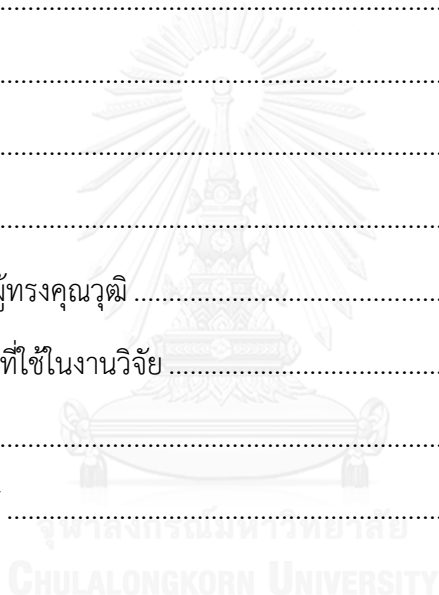 ....................................................................
....................................................................
....................................................................
....................................................................
ผู้ทรงคุณวุฒิ ..............................................
ที่ใช้ในงานวิจัย .........................................
....................................................................
...................................................................
จุฬาลงกรณ์มหาวิทยาลัย
CHULALONGKORN UNIVERSITY